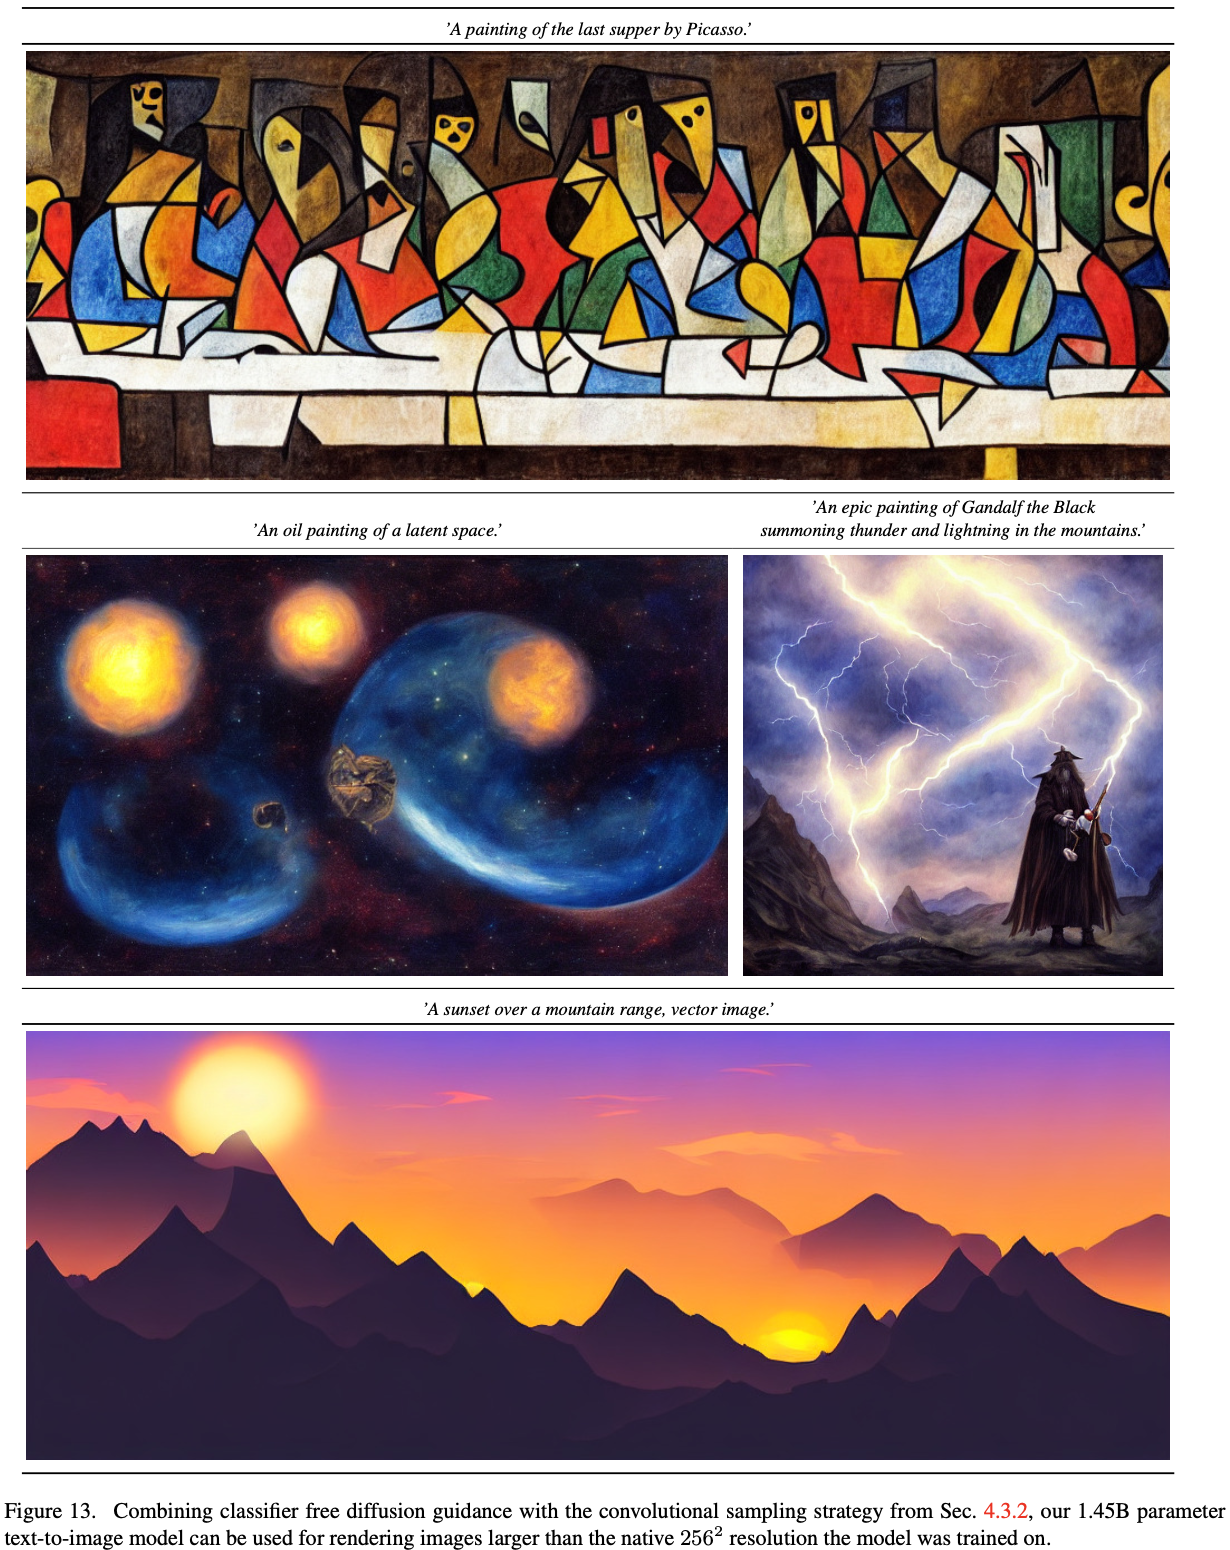 ’A painting of the last supper by Picasso.’
’An oil painting of a latent space.’
’An epic painting of Gandalf the Black
summoning thunder and lightning in the mountains.’
’A sunset over a mountain range, vector image.’
Figure 13. Combining classifier free diffusion guidance with the convolutional sampling strategy from Sec. 4.3.2, our 1.45B parameter
text-to-image model can be used for rendering images larger than the native 256² resolution the model was trained on.